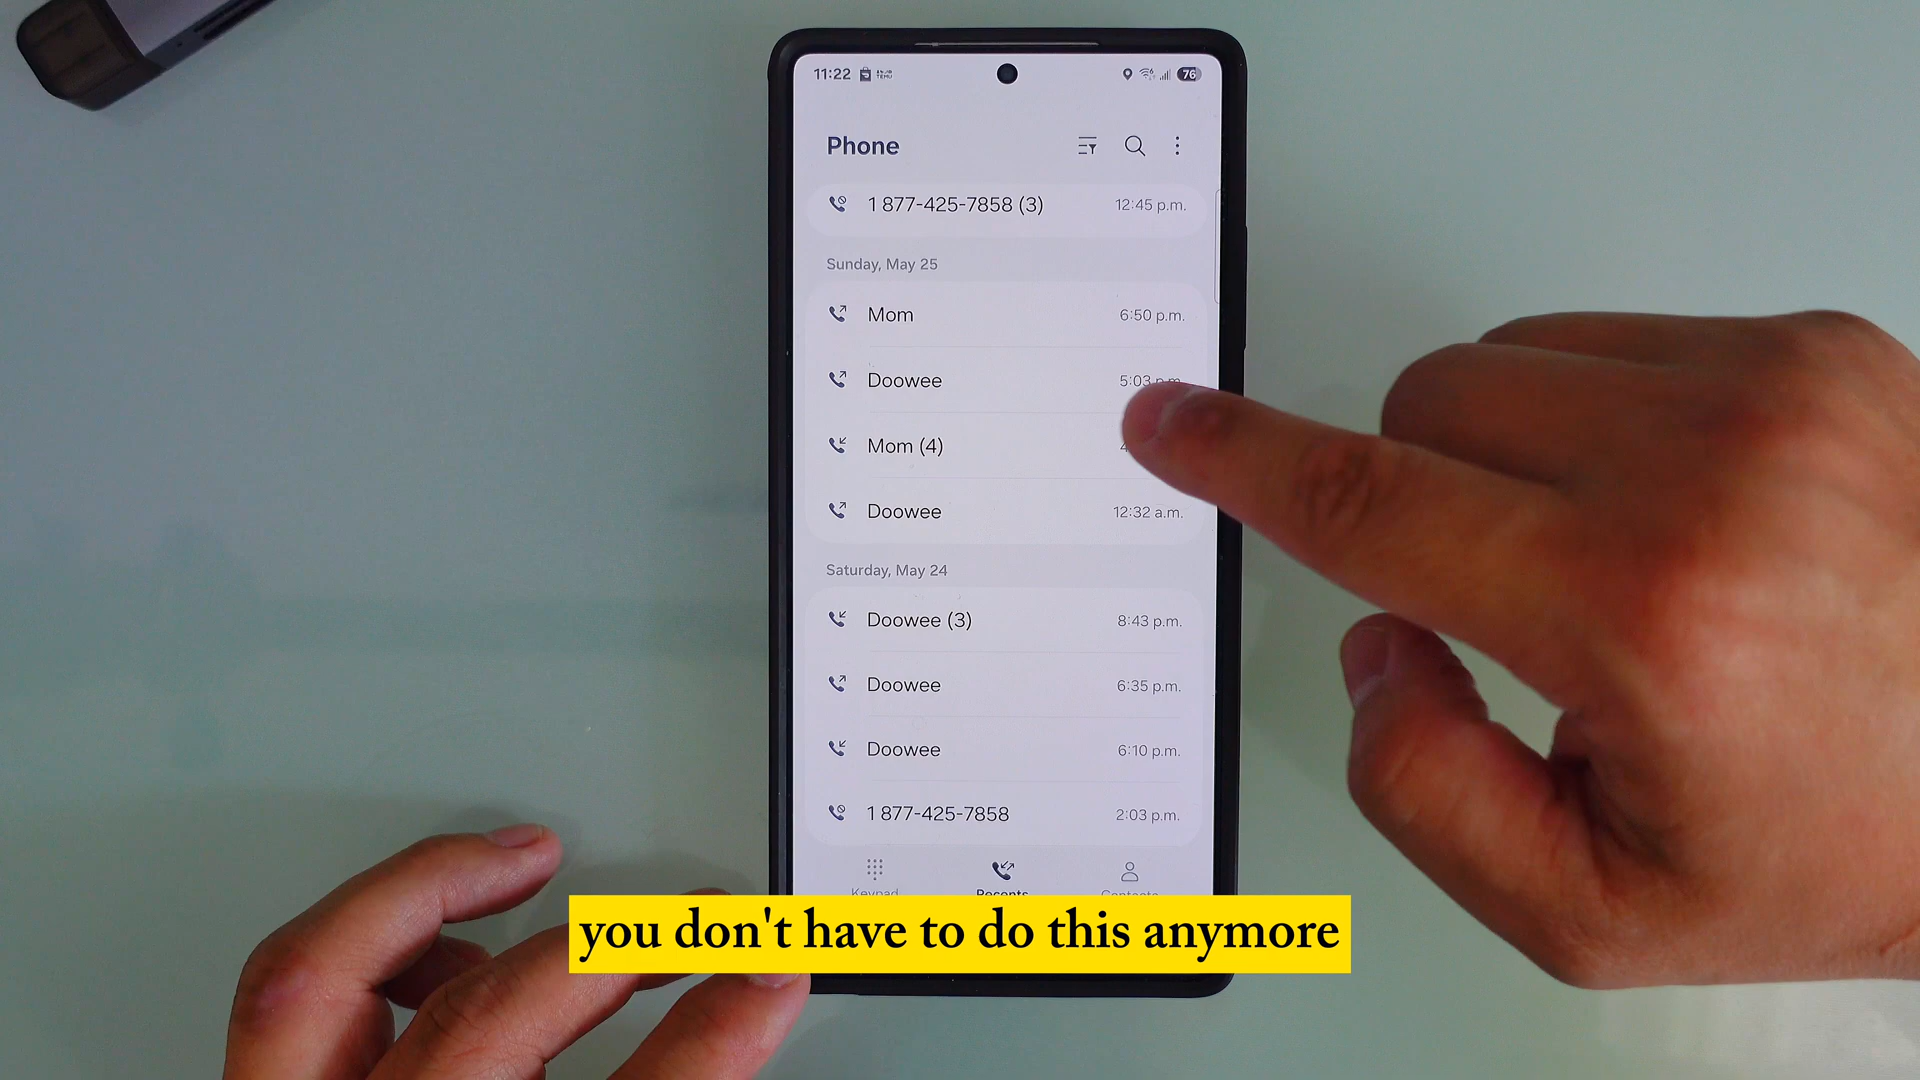 11:22 76
Phone
1 877-425-7858 (3) 12:45 p.m.
Sunday, May 25
Mom 6:50 p.m.
Doowee 5:03 p.m.
Mom (4)
Doowee 12:32 a.m.
Saturday, May 24
Doowee (3) 8:43 p.m.
Doowee 6:35 p.m.
Doowee 6:10 p.m.
1 877-425-7858 2:03 p.m.
Keypad Recents Contacts
you don't have to do this anymore